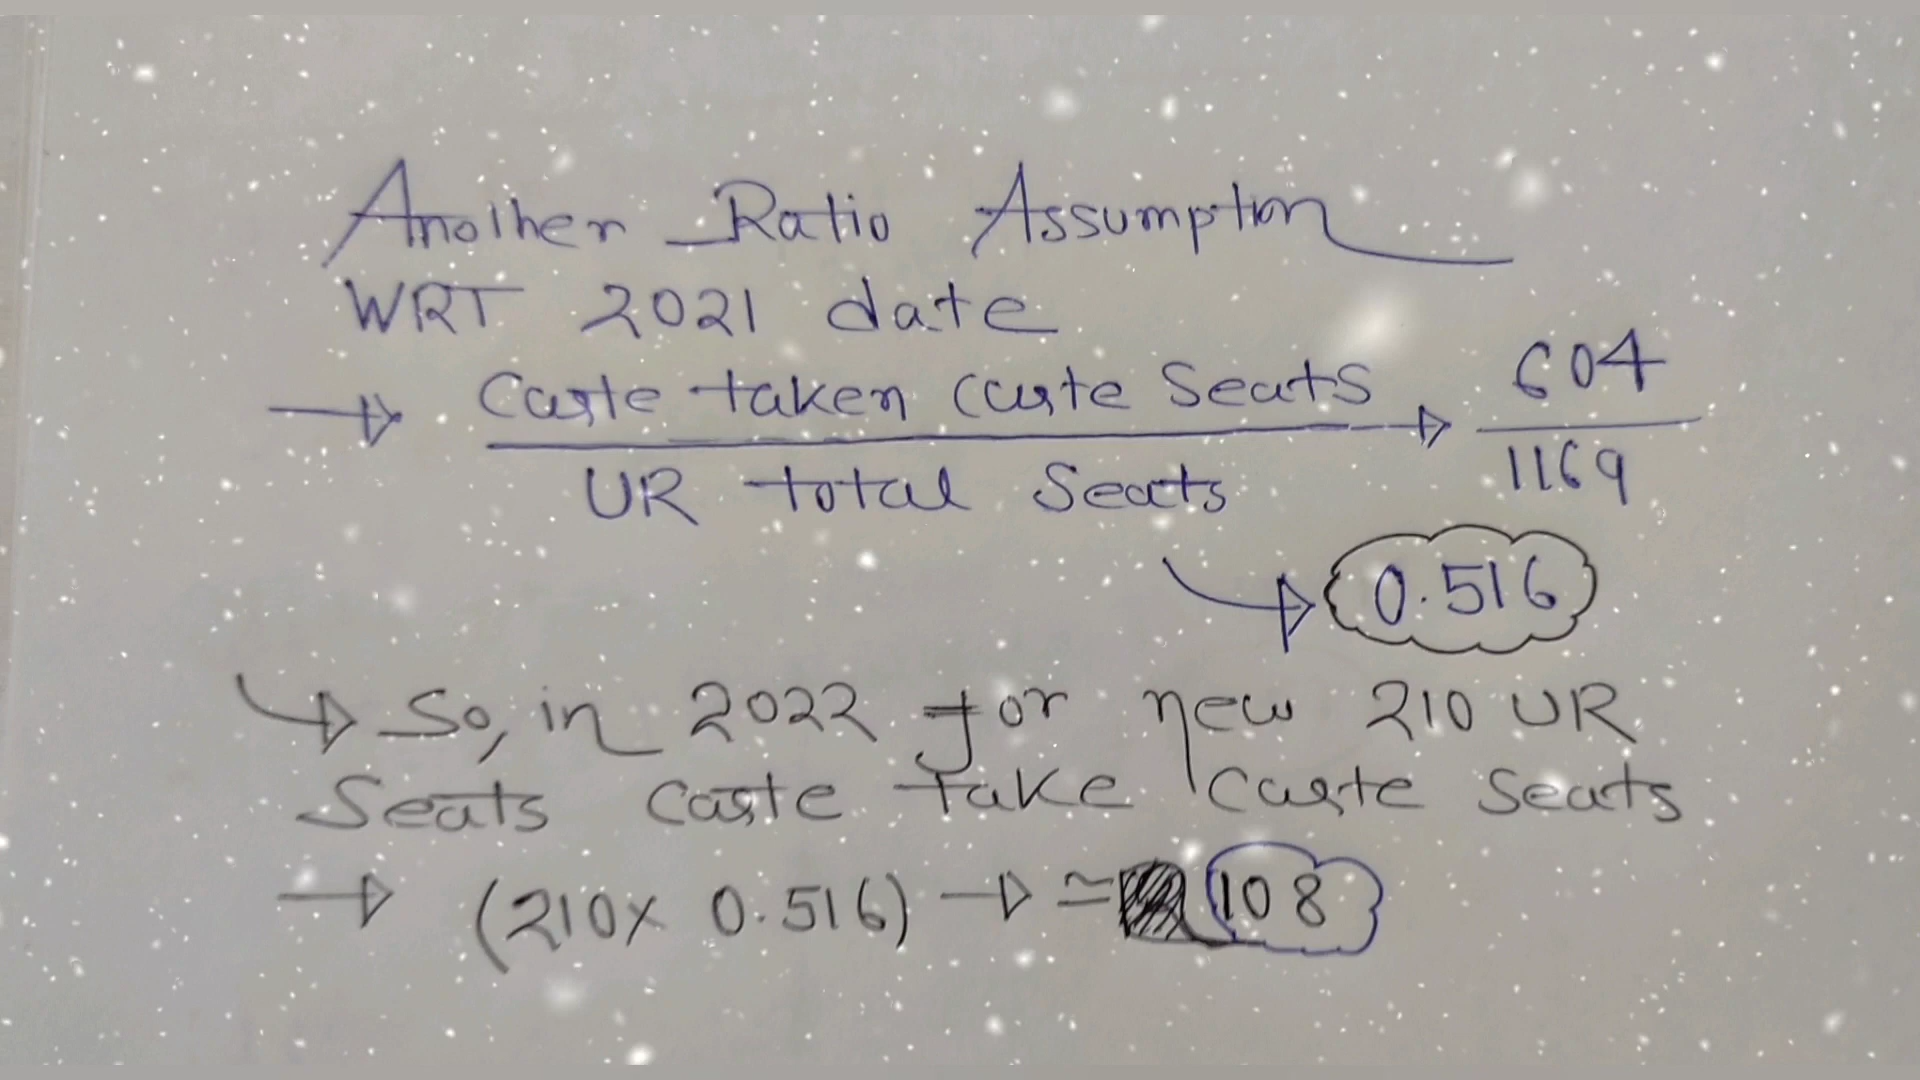 Another Ratio Assumption
WRT 2021 date
→ Caste taken Caste Seats → 604
UR total Seats 1169
→ 0.516
→ So, in 2022 for new 210 UR
Seats Caste take Caste Seats
→ (210 x 0.516) → ≃ 108